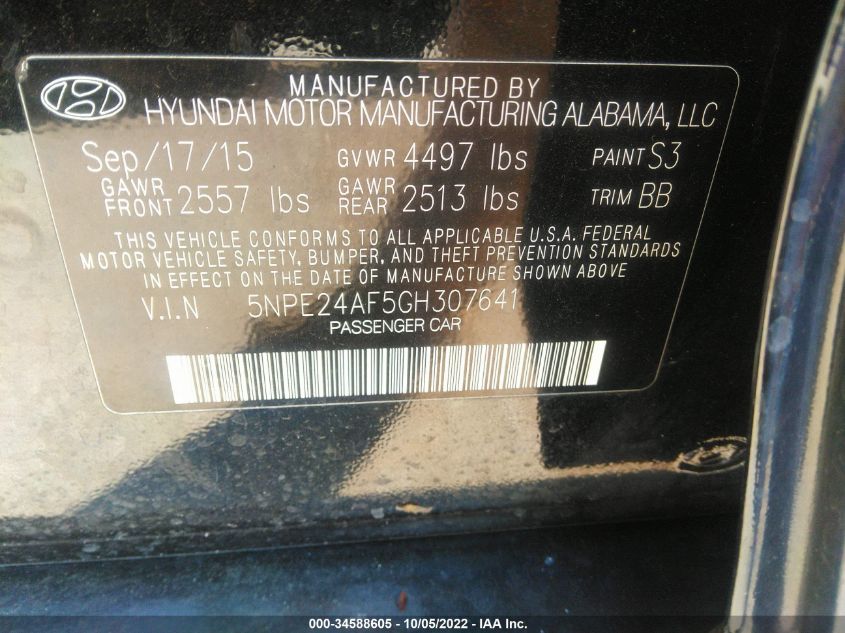 MANUFACTURED BY
HYUNDAI MOTOR MANUFACTURING ALABAMA, LLC
Sep/17/15 GVWR 4497 lbs PAINT S3
GAWR FRONT 2557 lbs GAWR REAR 2513 lbs TRIM BB
THIS VEHICLE CONFORMS TO ALL APPLICABLE U.S.A. FEDERAL
MOTOR VEHICLE SAFETY, BUMPER, AND THEFT PREVENTION STANDARDS
IN EFFECT ON THE DATE OF MANUFACTURE SHOWN ABOVE
V.I.N 5NPE24AF5GH307641
PASSENGER CAR
000-34588605 - 10/05/2022 - IAA Inc.